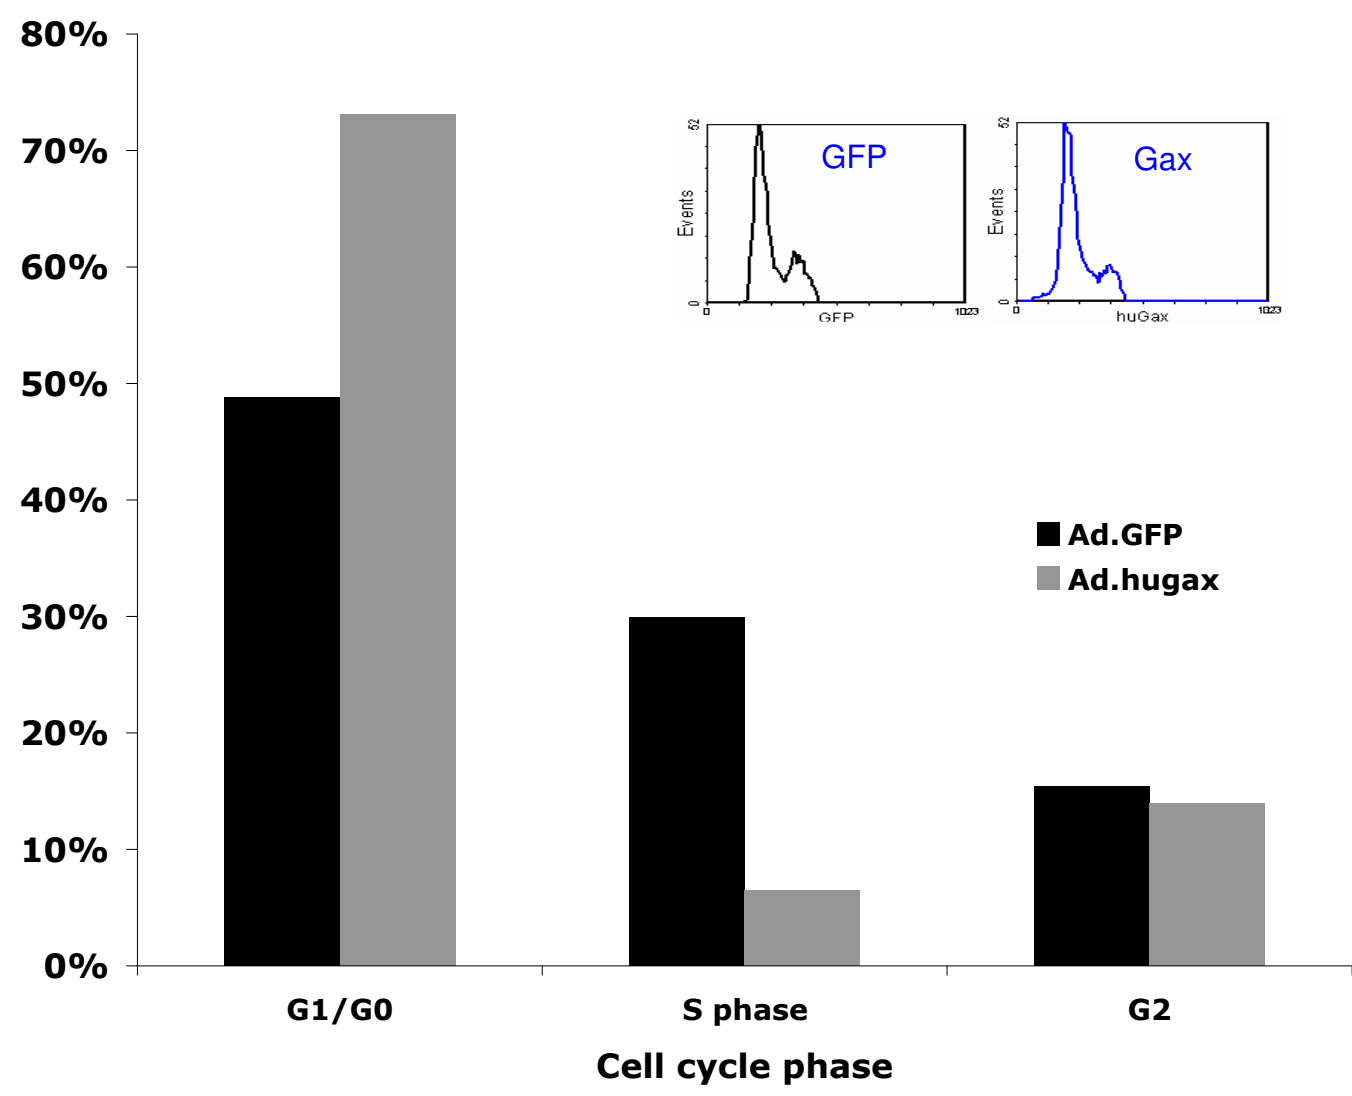 80%
70%
60%
50%
40%
30%
20%
10%
0%
52
Events
0
GFP
0
GFP
1023
52
Events
0
Gax
0
huGax
1023
Ad.GFP
Ad.hugax
G1/G0
S phase
G2
Cell cycle phase